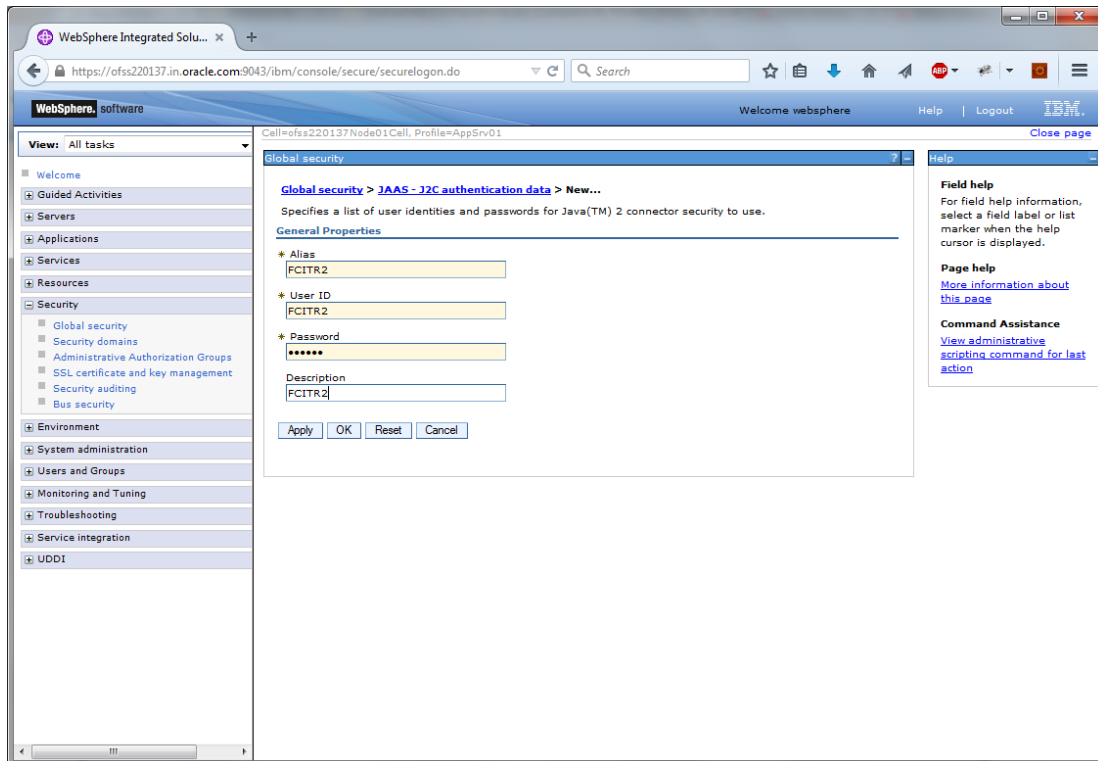 WebSphere Integrated Solu... ×
+
https://ofss220137.in.oracle.com:9043/ibm/console/secure/securelogon.do
Search
ABP
WebSphere. software
Welcome websphere
Help | Logout
IBM.
View: All tasks
Cell=ofss220137Node01Cell, Profile=AppSrv01
Close page
Welcome
Guided Activities
Servers
Applications
Services
Resources
Security
Global security
Security domains
Administrative Authorization Groups
SSL certificate and key management
Security auditing
Bus security
Environment
System administration
Users and Groups
Monitoring and Tuning
Troubleshooting
Service integration
UDDI
Global security
? –
Global security > JAAS - J2C authentication data > New...
Specifies a list of user identities and passwords for Java(TM) 2 connector security to use.
General Properties
* Alias
FCITR2
* User ID
FCITR2
* Password
••••••
Description
FCITR2
Apply OK Reset Cancel
Help
–
Field help
For field help information,
select a field label or list
marker when the help
cursor is displayed.
Page help
More information about
this page
Command Assistance
View administrative
scripting command for last
action